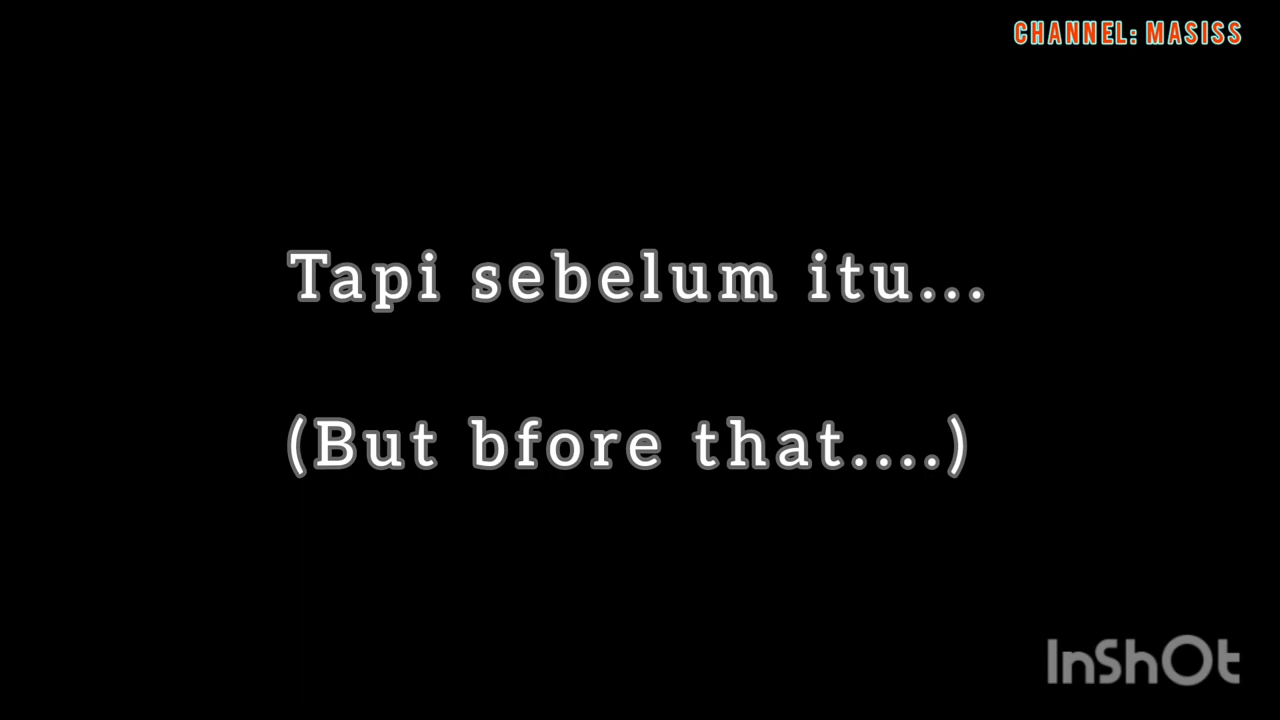 CHANNEL: MASISS
Tapi sebelum itu...
(But bfore that....)
InShOt